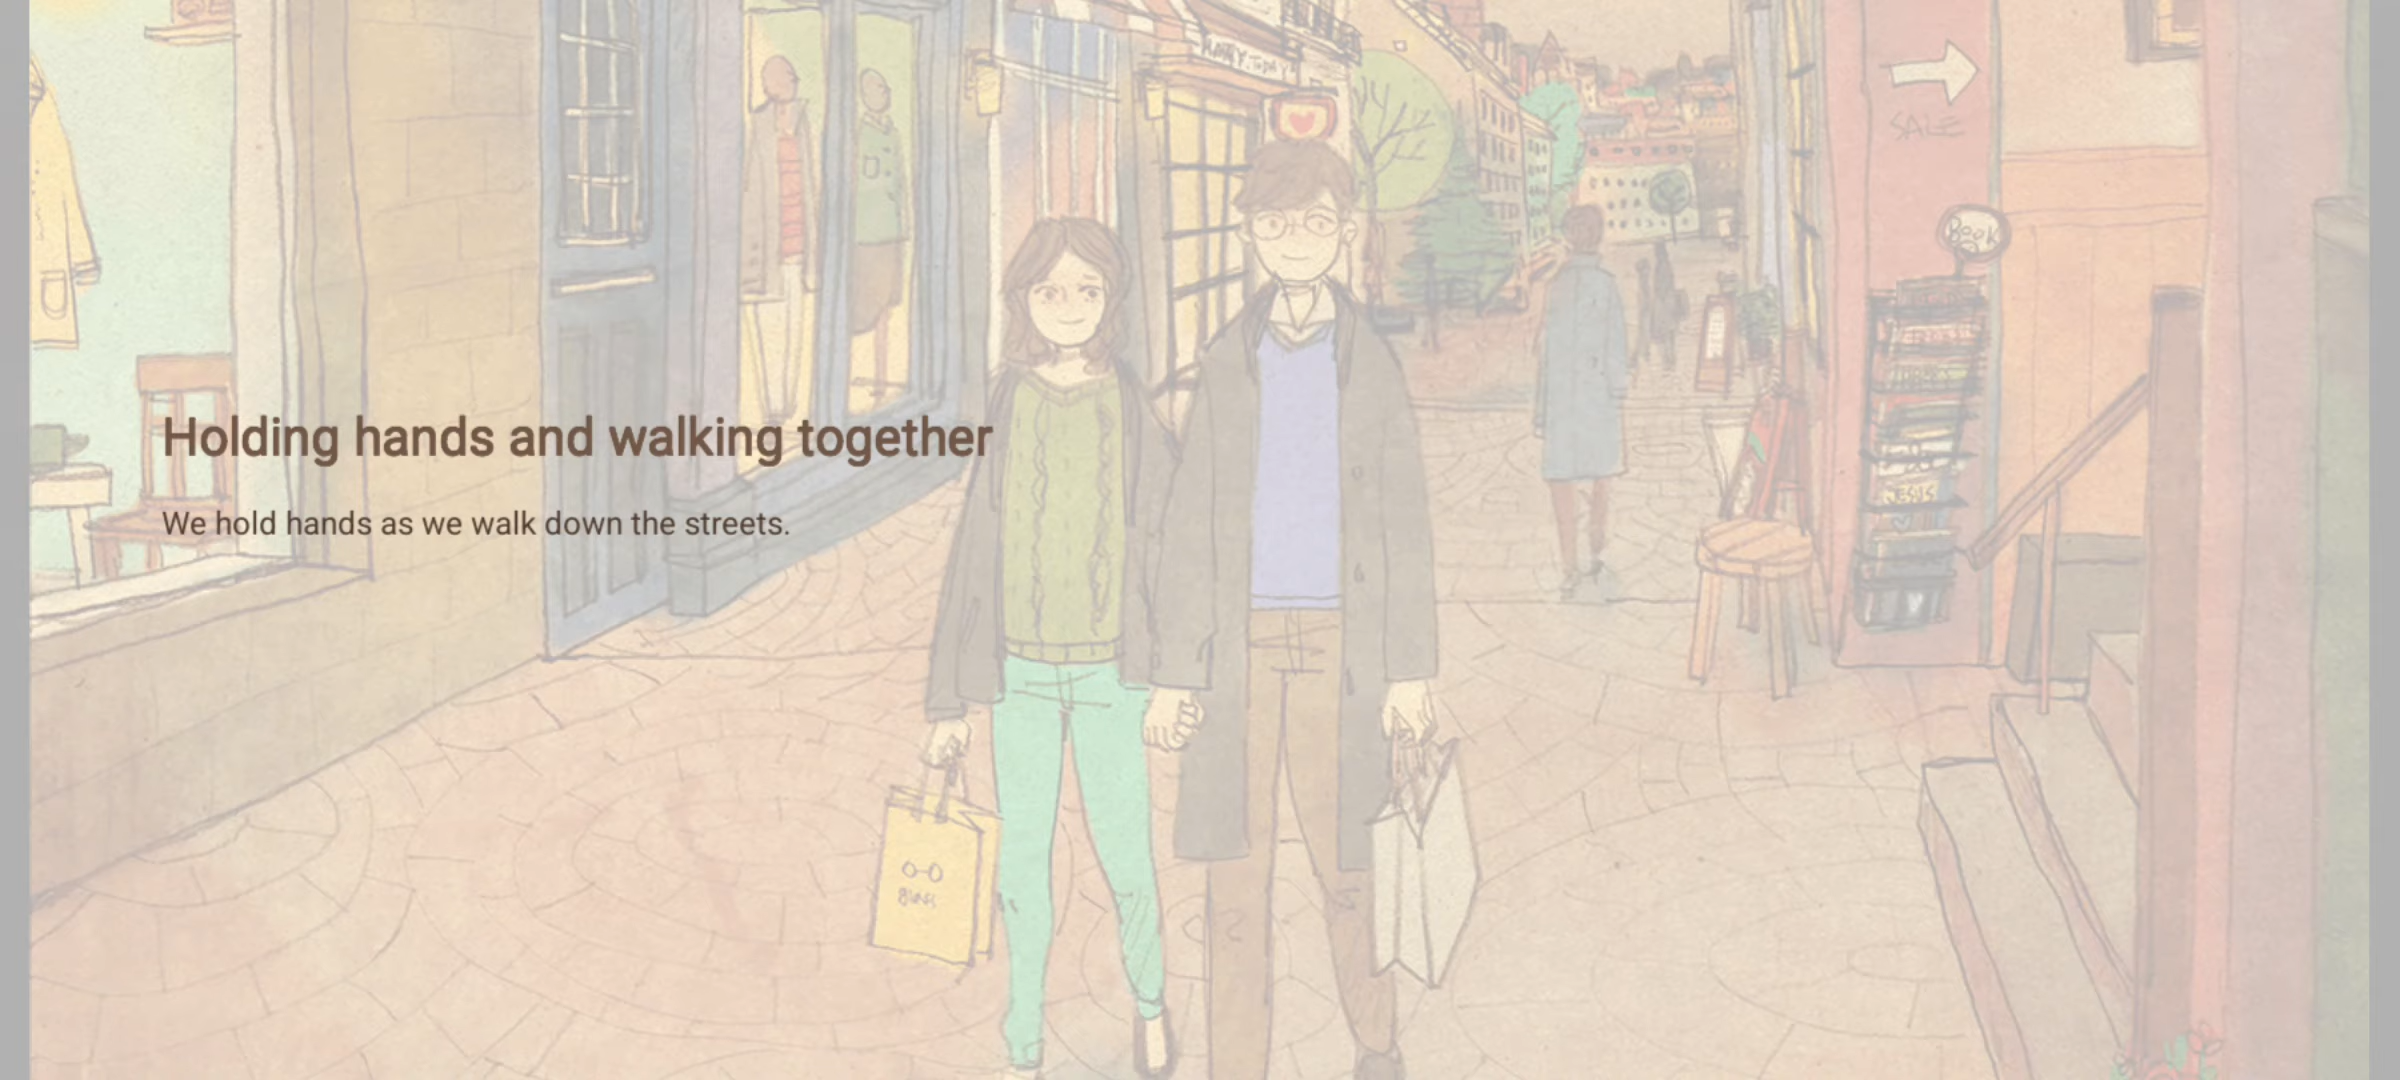 SALE
Book
Holding hands and walking together
We hold hands as we walk down the streets.